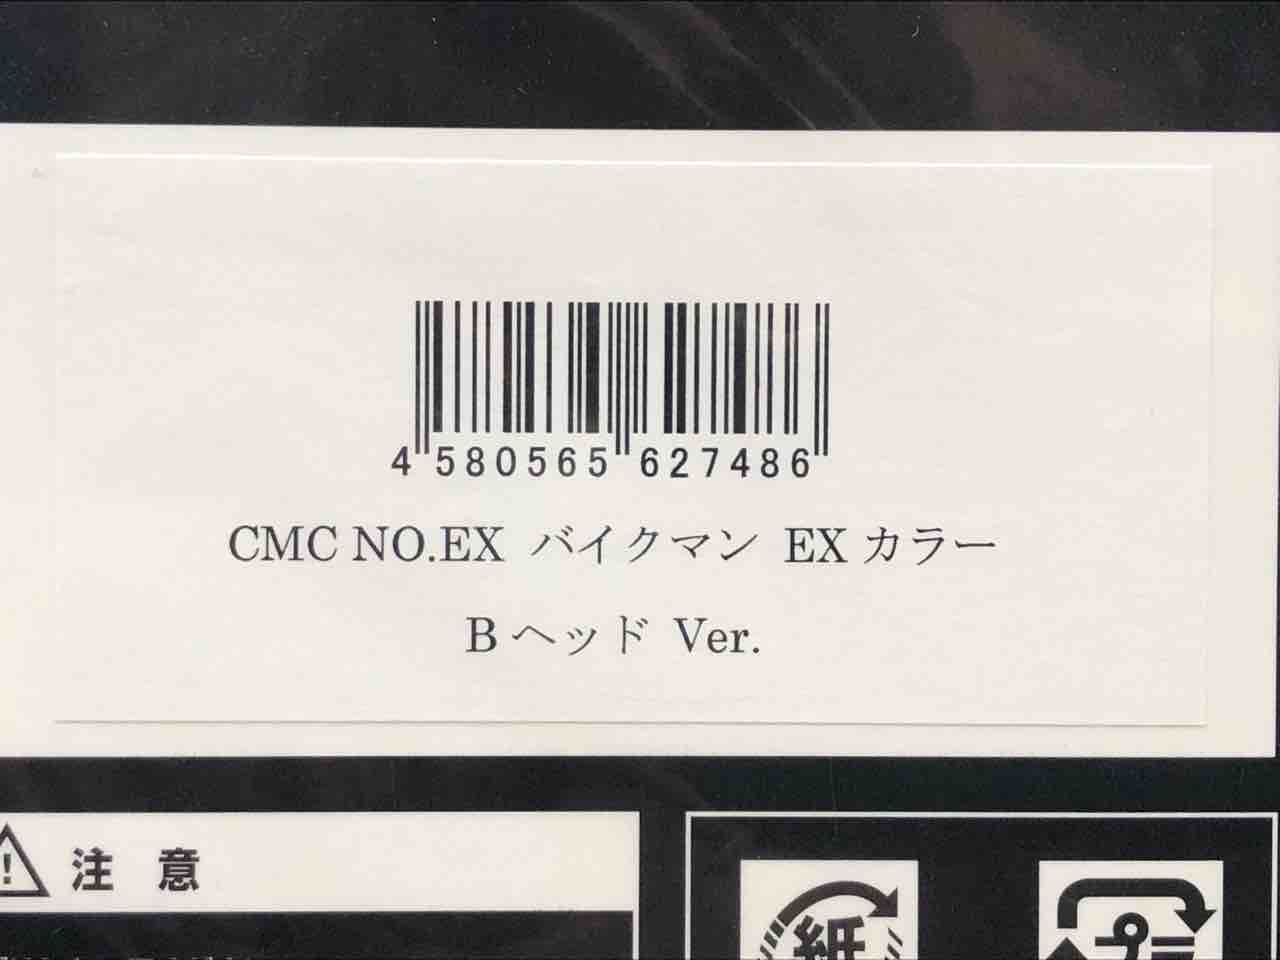 4 580565 627486
CMC NO.EX バイクマン EX カラー
B ヘッド Ver.
注 意
紙
プ